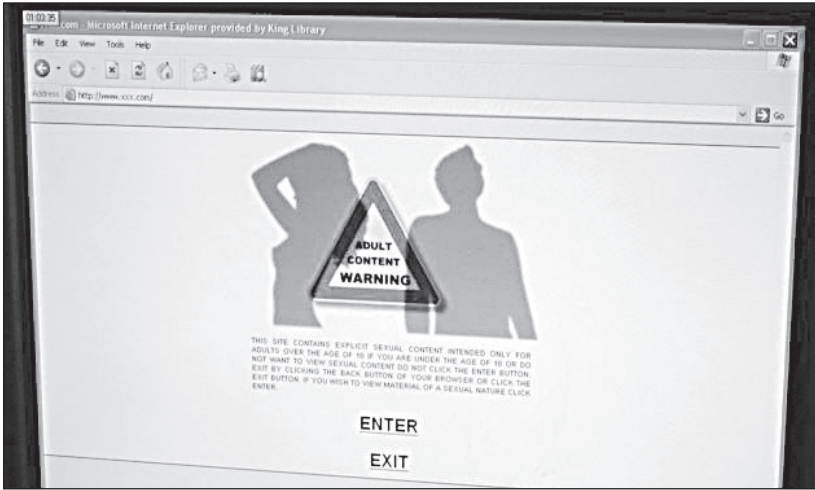 01:03:35
.com - Microsoft Internet Explorer provided by King Library
File Edit View Tools Help
Address http://www.xxx.com/
Go
ADULT
CONTENT
WARNING
THIS SITE CONTAINS EXPLICIT SEXUAL CONTENT INTENDED ONLY FOR
ADULTS OVER THE AGE OF 18 IF YOU ARE UNDER THE AGE OF 18 OR DO
NOT WANT TO VIEW SEXUAL CONTENT DO NOT CLICK THE ENTER BUTTON.
EXIT BY CLICKING THE BACK BUTTON OF YOUR BROWSER OR CLICK THE
EXIT BUTTON. IF YOU WISH TO VIEW MATERIAL OF A SEXUAL NATURE CLICK
ENTER.
ENTER
EXIT